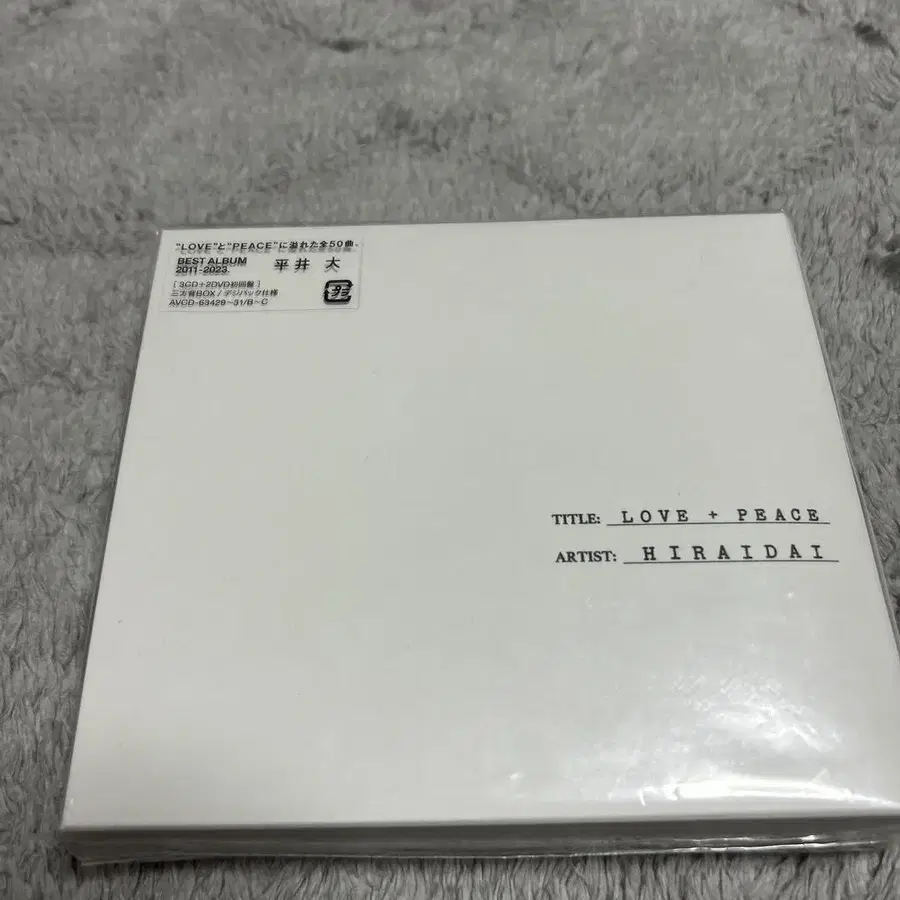 "LOVE"と"PEACE"に溢れた全50曲。
BEST ALBUM
2011-2023.
平井 大
[ 3CD+2DVD初回盤 ]
三方背BOX / デジパック仕様
AVCD-63429~31/B~C
プラ
TITLE: LOVE + PEACE
ARTIST: HIRAIDAI